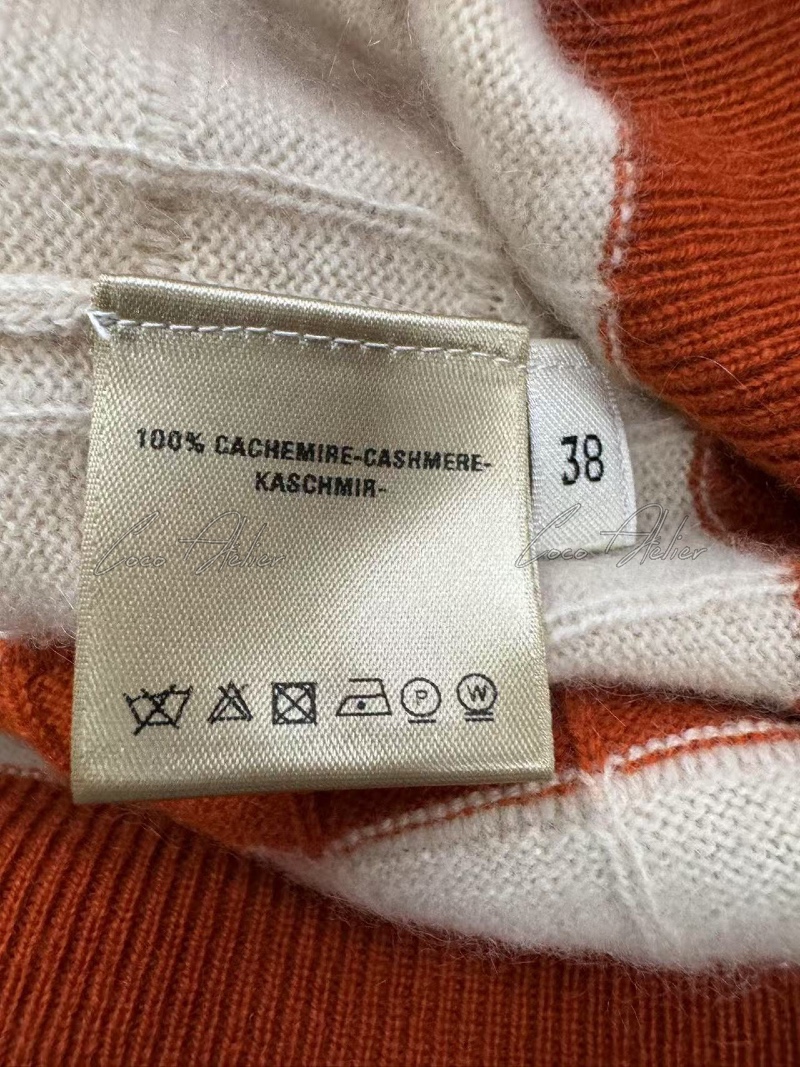 100% CACHEMIRE-CASHMERE-
KASCHMIR-
38
Coco Atelier
Coco Atelier
P
W